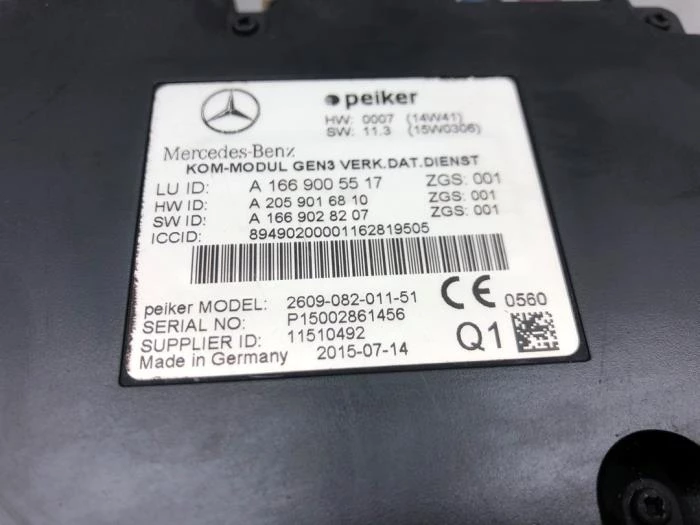 peiker
HW: 0007 (14W41)
SW: 11.3 (15W0306)
Mercedes-Benz
KOM-MODUL GEN3 VERK.DAT.DIENST
LU ID: A 166 900 55 17 ZGS: 001
HW ID: A 205 901 68 10 ZGS: 001
SW ID: A 166 902 82 07 ZGS: 001
ICCID: 89490200001162819505
peiker MODEL: 2609-082-011-51
SERIAL NO: P15002861456
SUPPLIER ID: 11510492
Made in Germany 2015-07-14
CE 0560
Q1